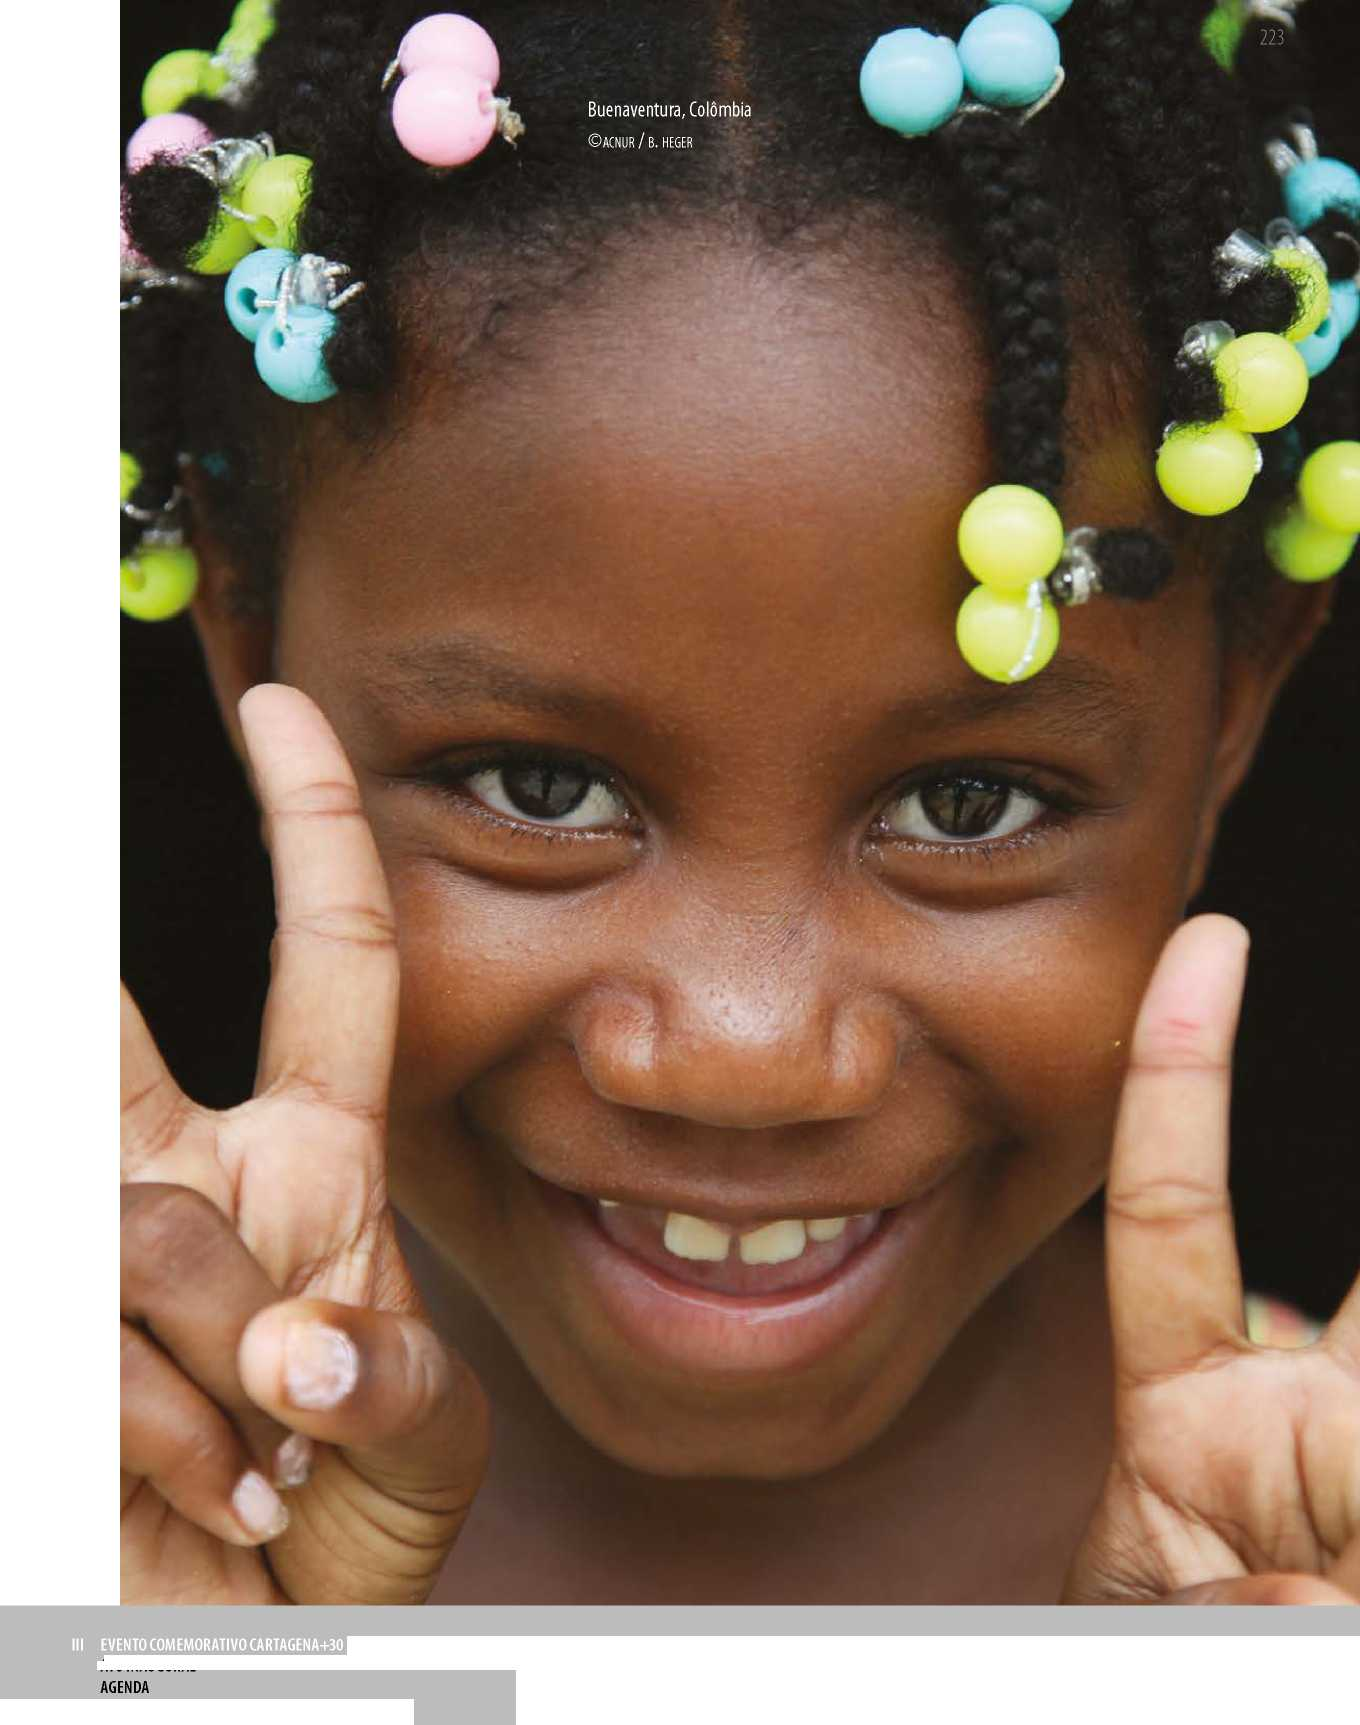 223
Buenaventura, Colômbia
©ACNUR / B. HEGER
III EVENTO COMEMORATIVO CARTAGENA+30
AGENDA